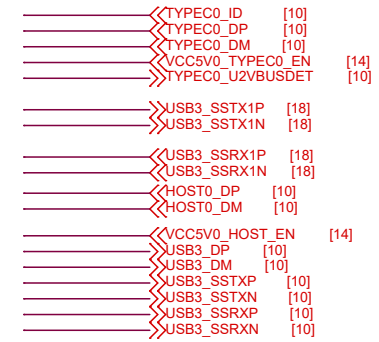 TYPEC0_ID [10]
TYPEC0_DP [10]
TYPEC0_DM [10]
VCC5V0_TYPEC0_EN [14]
TYPEC0_U2VBUSDET [10]
USB3_SSTX1P [18]
USB3_SSTX1N [18]
USB3_SSRX1P [18]
USB3_SSRX1N [18]
HOST0_DP [10]
HOST0_DM [10]
VCC5V0_HOST_EN [14]
USB3_DP [10]
USB3_DM [10]
USB3_SSTXP [10]
USB3_SSTXN [10]
USB3_SSRXP [10]
USB3_SSRXN [10]